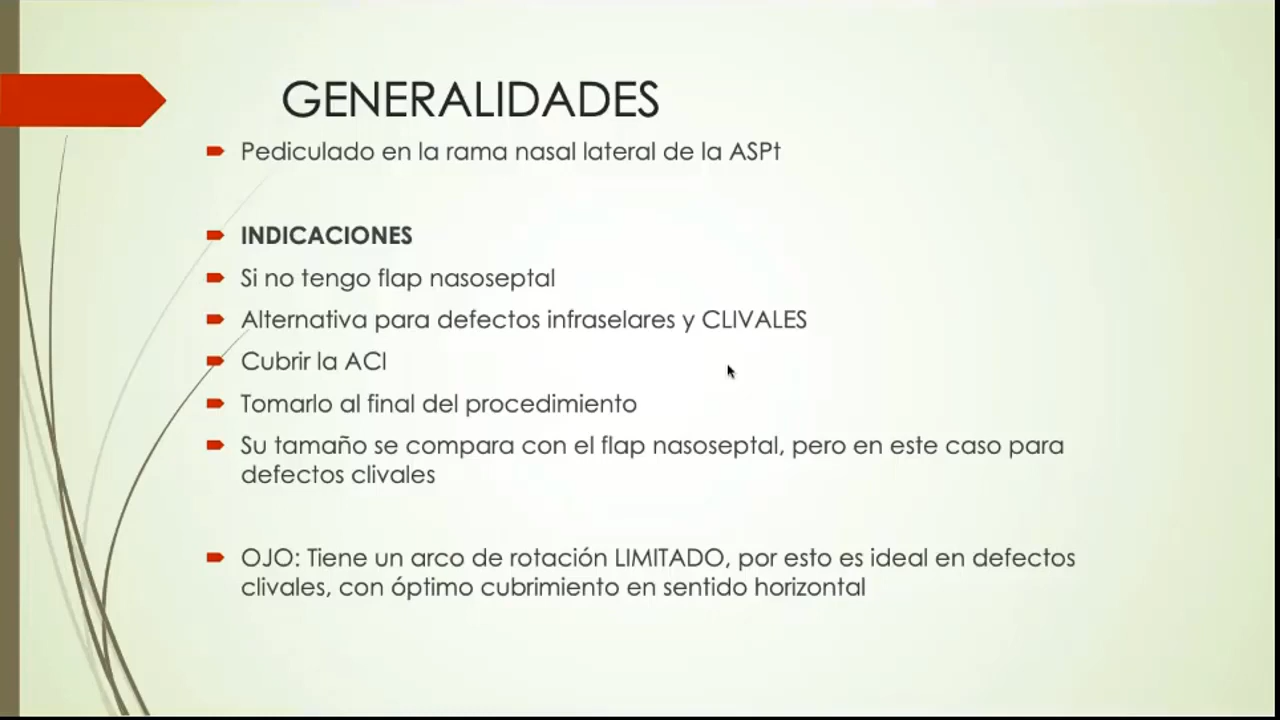 GENERALIDADES
Pediculado en la rama nasal lateral de la ASPt
INDICACIONES
Si no tengo flap nasoseptal
Alternativa para defectos infraselares y CLIVALES
Cubrir la ACI
Tomarlo al final del procedimiento
Su tamaño se compara con el flap nasoseptal, pero en este caso para
defectos clivales
OJO: Tiene un arco de rotación LIMITADO, por esto es ideal en defectos
clivales, con óptimo cubrimiento en sentido horizontal